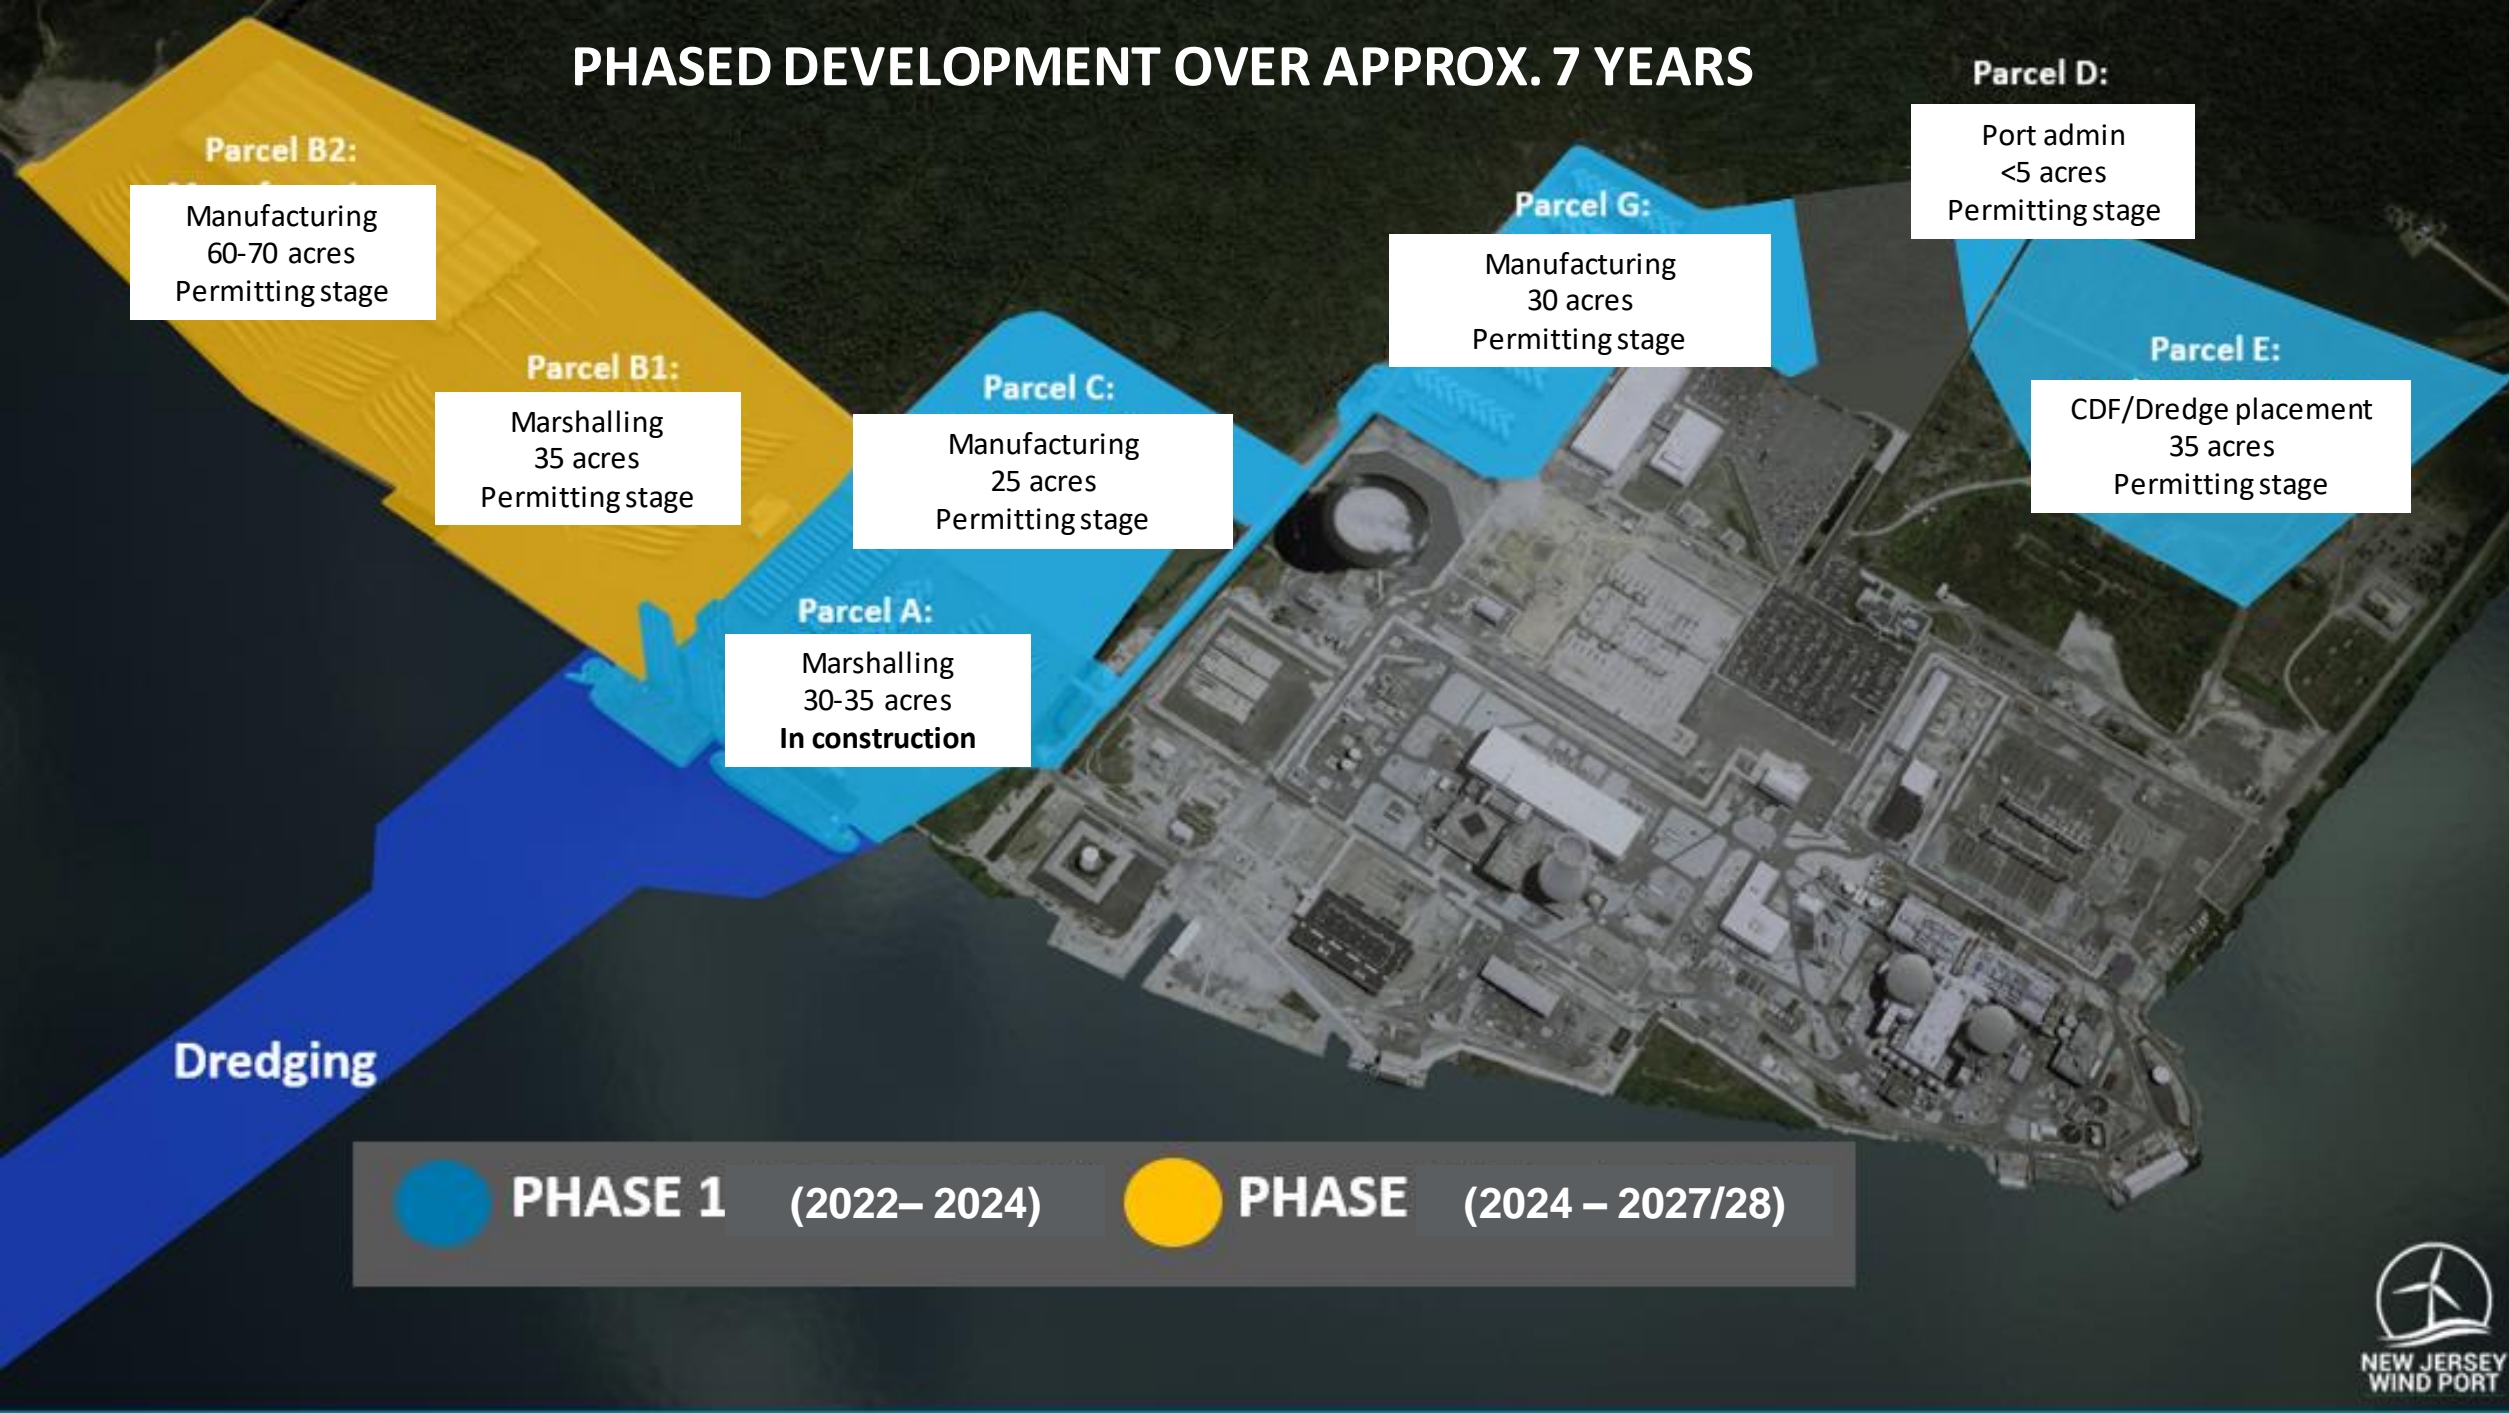 PHASED DEVELOPMENT OVER APPROX. 7 YEARS
Parcel D:
Port admin
<5 acres
Permitting stage
Parcel B2:
Manufacturing
60-70 acres
Permitting stage
Parcel G:
Manufacturing
30 acres
Permitting stage
Parcel B1:
Marshalling
35 acres
Permitting stage
Parcel C:
Manufacturing
25 acres
Permitting stage
Parcel E:
CDF/Dredge placement
35 acres
Permitting stage
Parcel A:
Marshalling
30-35 acres
In construction
Dredging
PHASE 1 (2022– 2024)
PHASE (2024 – 2027/28)
NEW JERSEY
WIND PORT